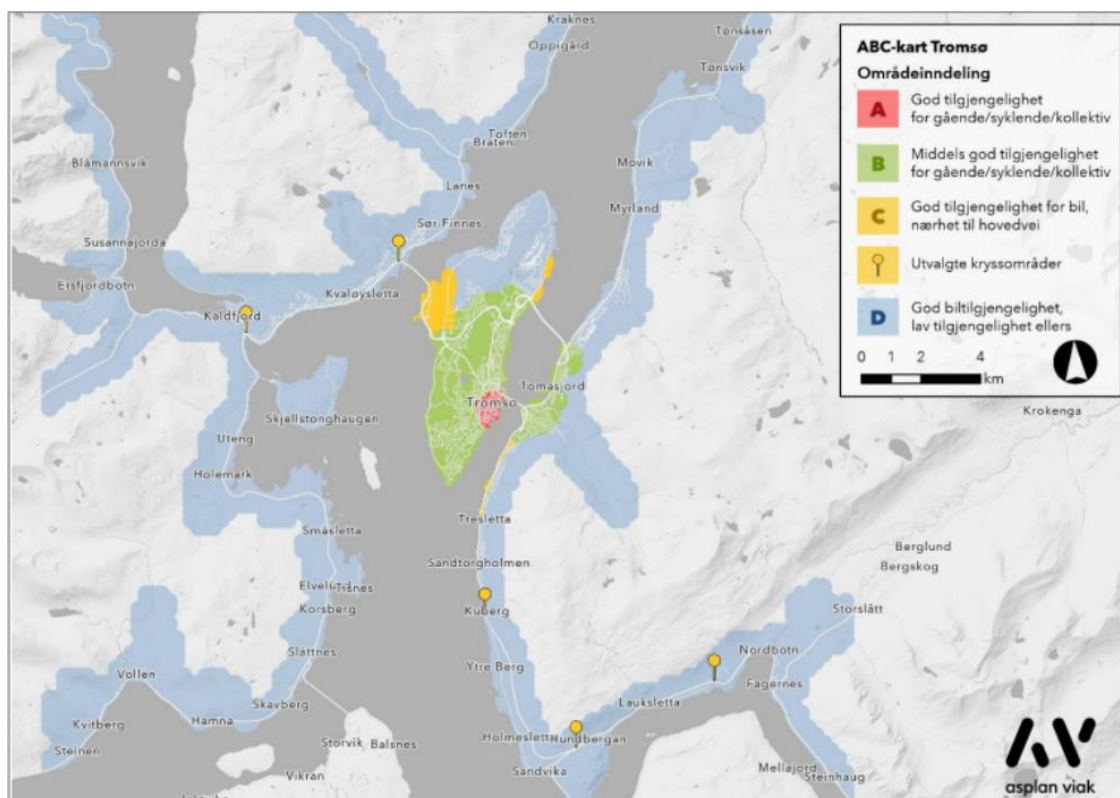 Kraknes
Oppigård
Tønsåsen
Tønsvik
ABC-kart Tromsø
Områdeinndeling
A
God tilgjengelighet
for gående/syklende/kollektiv
B
Middels god tilgjengelighet
for gående/syklende/kollektiv
C
God tilgjengelighet for bil,
nærhet til hovedvei
Utvalgte kryssområder
D
God biltilgjengelighet,
lav tilgjengelighet ellers
0 1 2 4
km
Toften
Bråten
Blåmannsvik
Movik
Lanes
Myrland
Sør-Finnes
Susannajorda
Ersfjordbotn
Kvaløysletta
Kaldfjord
Tomasjord
Tromsø
Krokenga
Skjellstonghaugen
Uteng
Holemark
Tresletta
Småsletta
Berglund
Sandtorgholmen
Bergskog
Tisnes
Korsberg
Kuberg
Storslått
Slåttnes
Nordbotn
Ytre Berg
Vollen
Fagernes
Lauksletta
Skavberg
Kvitberg
Hamna
Holmesletta
Hundbergan
Steinen
Storvik
Balsnes
Sandvika
Mellajord
Vikran
Steinhaug
asplan viak